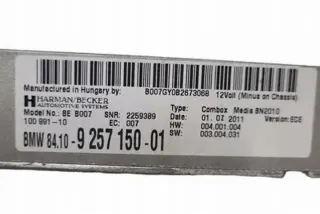 Manufactured in Hungary by: B007GY0B2673068 12Volt (Minus on Chassis)
HARMAN/BECKER
AUTOMOTIVE SYSTEMS
Type: Combox Media BN2010
Model No.: BE B007 SNR: 2259389 Date: 01. 07 2011 Version: ECE
100 991-10 EC: 007 HW: 004.001.004
SW: 003.004.031
BMW 84.10-9 257 150-01